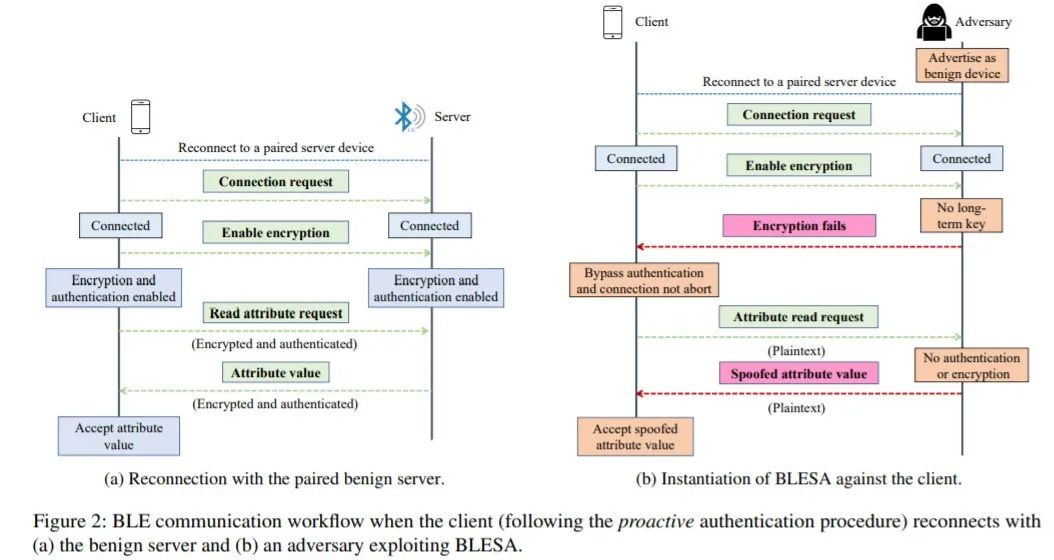 Client
Server
Reconnect to a paired server device
Connection request
Connected
Connected
Enable encryption
Encryption and
authentication enabled
Encryption and
authentication enabled
Read attribute request
(Encrypted and authenticated)
Attribute value
(Encrypted and authenticated)
Accept attribute
value
(a) Reconnection with the paired benign server.
Client
Adversary
Advertise as
benign device
Reconnect to a paired server device
Connection request
Connected
Connected
Enable encryption
No long-
term key
Encryption fails
Bypass authentication
and connection not abort
Attribute read request
(Plaintext)
No authentication
or encryption
Spoofed attribute value
(Plaintext)
Accept spoofed
attribute value
(b) Instantiation of BLESA against the client.
Figure 2: BLE communication workflow when the client (following the proactive authentication procedure) reconnects with
(a) the benign server and (b) an adversary exploiting BLESA.